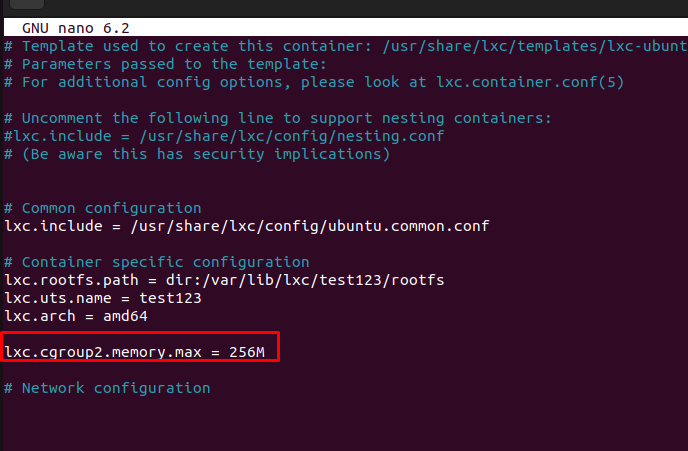 GNU nano 6.2
# Template used to create this container: /usr/share/lxc/templates/lxc-ubunt
# Parameters passed to the template:
# For additional config options, please look at lxc.container.conf(5)
# Uncomment the following line to support nesting containers:
#lxc.include = /usr/share/lxc/config/nesting.conf
# (Be aware this has security implications)
# Common configuration
lxc.include = /usr/share/lxc/config/ubuntu.common.conf
# Container specific configuration
lxc.rootfs.path = dir:/var/lib/lxc/test123/rootfs
lxc.uts.name = test123
lxc.arch = amd64
lxc.cgroup2.memory.max = 256M
# Network configuration